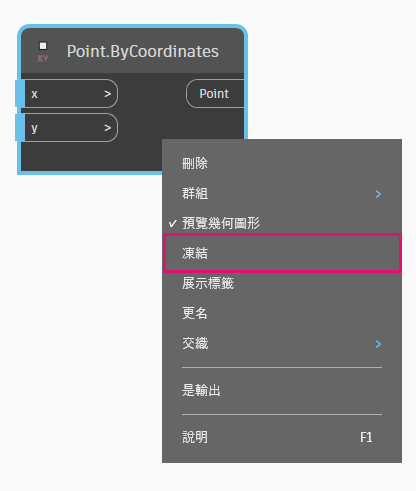 Point.ByCoordinates
XY
x >
Point
y >
刪除
群組 >
✓ 預覽幾何圖形
凍結
展示標籤
更名
交織 >
是輸出
說明 F1